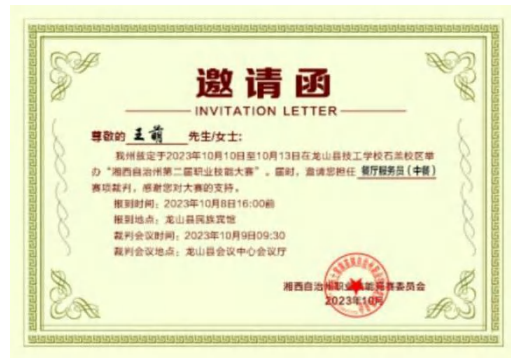 邀请函
INVITATION LETTER
尊敬的 王萌 先生/女士：
我州兹定于2023年10月10日至10月13日在龙山县技工学校石羔校区举
办“湘西自治州第二届职业技能大赛”。届时，邀请您担任 餐厅服务员（中餐）
赛项裁判，感谢您对大赛的支持。
报到时间：2023年10月8日16:00前
报到地点：龙山县民族宾馆
裁判会议时间：2023年10月9日09:30
裁判会议地点：龙山县会议中心会议厅
湘西自治州职业技能竞赛委员会
2023年10月